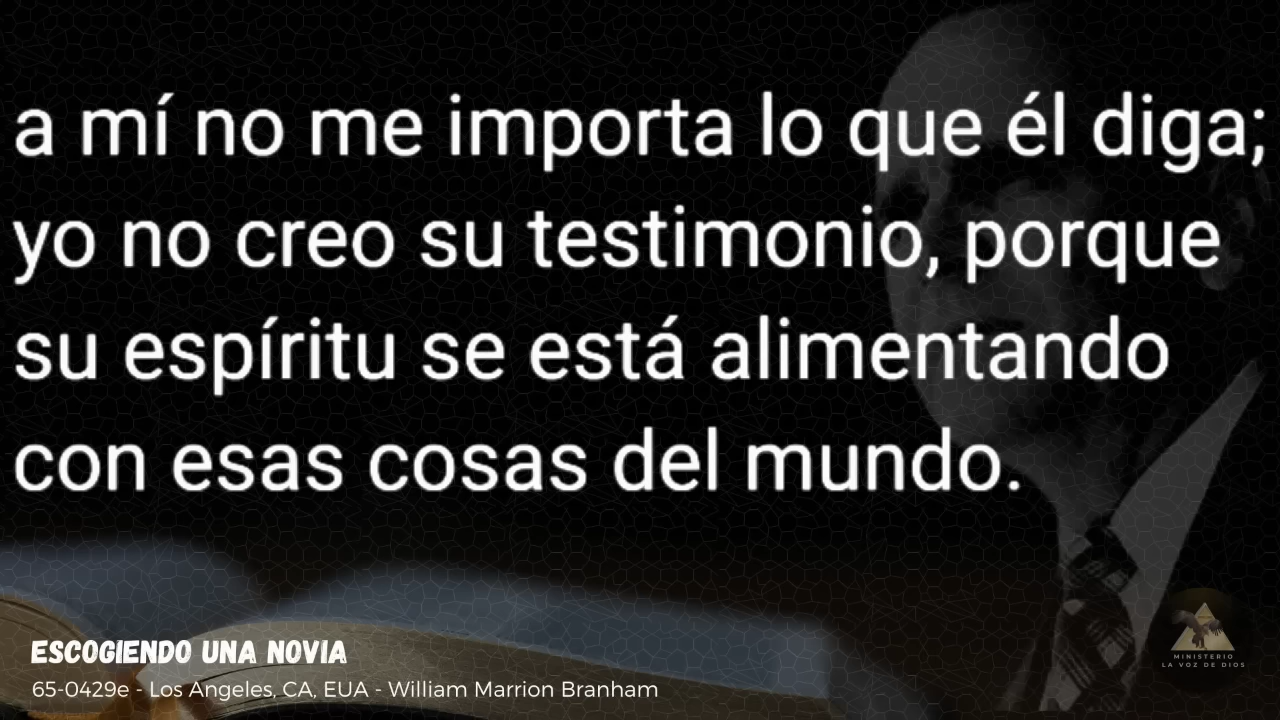 a mí no me importa lo que él diga;
yo no creo su testimonio, porque
su espíritu se está alimentando
con esas cosas del mundo.
ESCOGIENDO UNA NOVIA
65-0429e - Los Angeles, CA, EUA - William Marrion Branham
MINISTERIO
LA VOZ DE DIOS